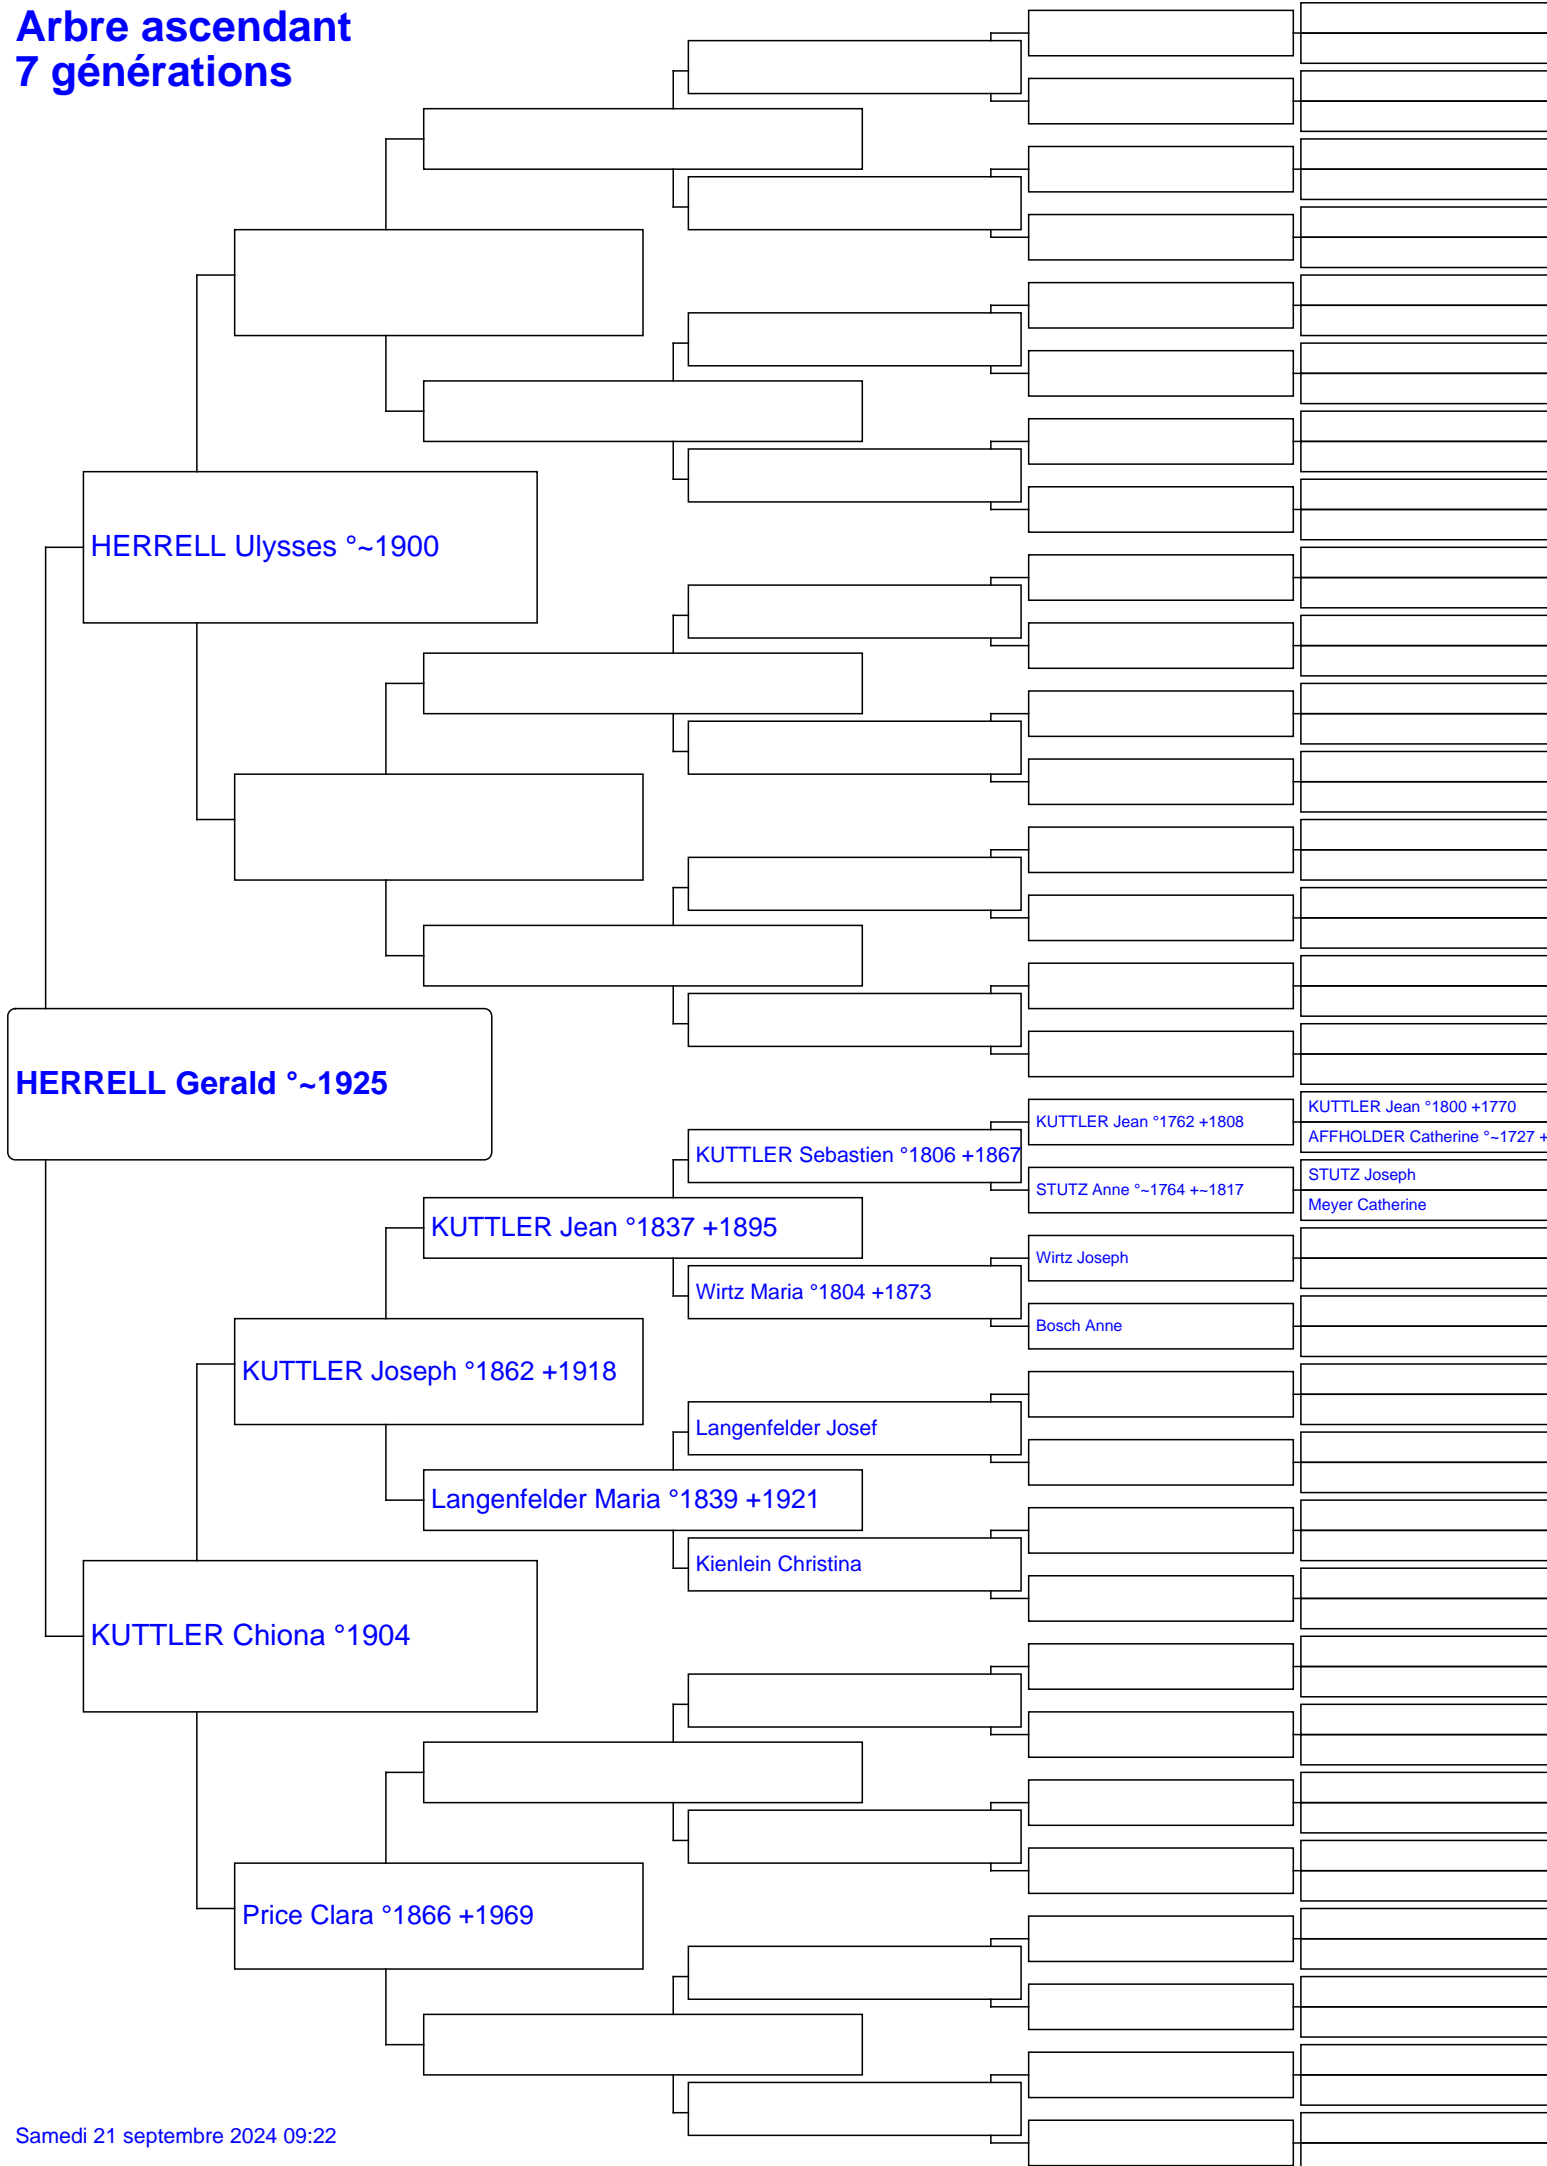 Arbre ascendant
7 générations
HERRELL Ulysses °~1900
HERRELL Gerald °~1925
KUTTLER Jean °1800 +1770
KUTTLER Jean °1762 +1808
AFFHOLDER Catherine °~1727 +
KUTTLER Sebastien °1806 +1867
STUTZ Joseph
STUTZ Anne °~1764 +~1817
Meyer Catherine
KUTTLER Jean °1837 +1895
Wirtz Joseph
Wirtz Maria °1804 +1873
Bosch Anne
KUTTLER Joseph °1862 +1918
Langenfelder Josef
Langenfelder Maria °1839 +1921
Kienlein Christina
KUTTLER Chiona °1904
Price Clara °1866 +1969
Samedi 21 septembre 2024 09:22